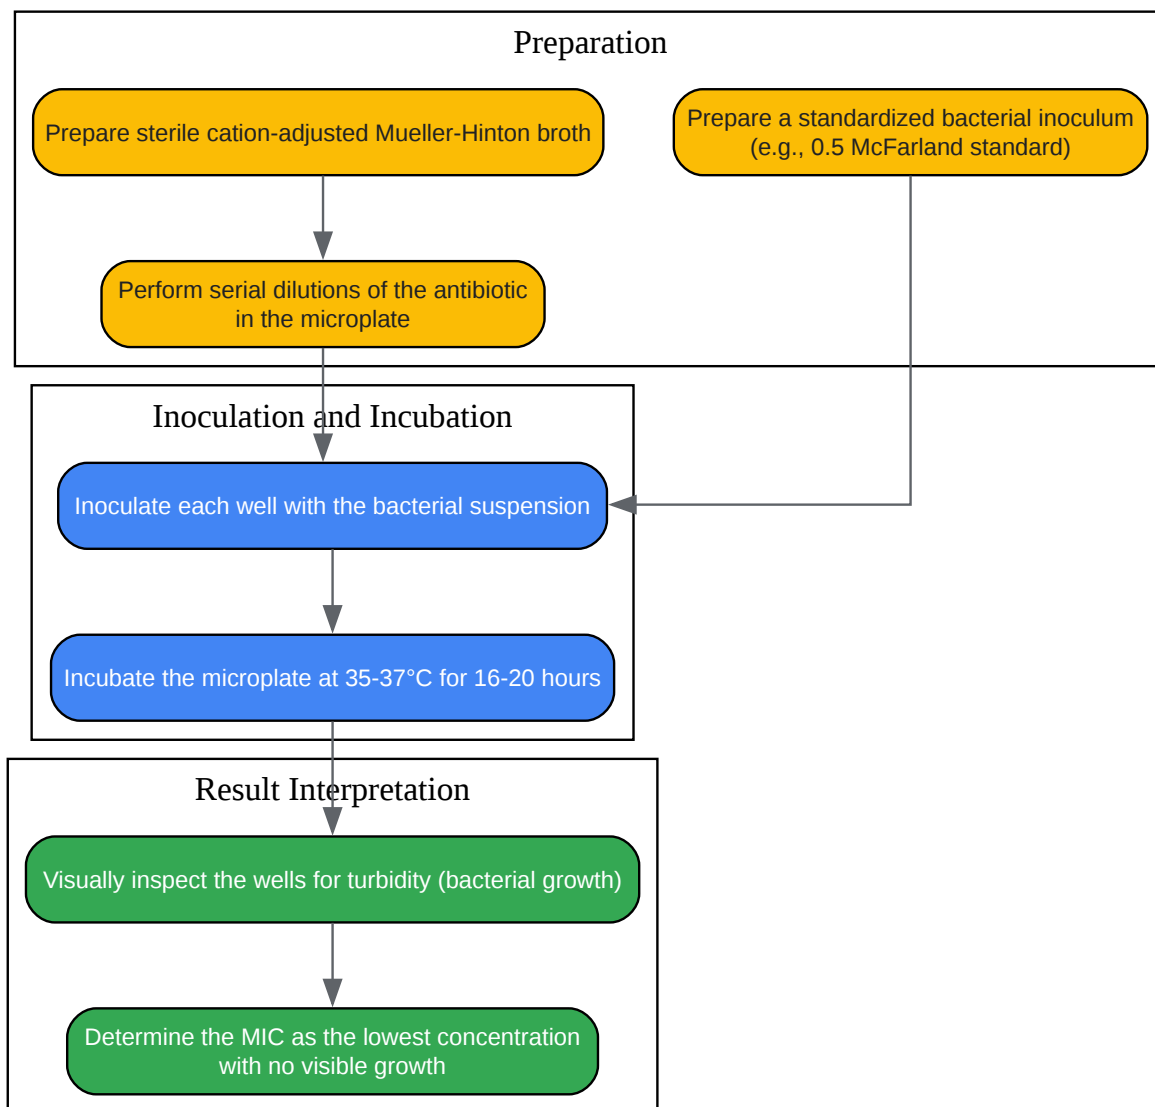 Preparation
Prepare sterile cation-adjusted Mueller-Hinton broth
Prepare a standardized bacterial inoculum
(e.g., 0.5 McFarland standard)
Perform serial dilutions of the antibiotic
in the microplate
Inoculation and Incubation
Inoculate each well with the bacterial suspension
Incubate the microplate at 35-37°C for 16-20 hours
Result Interpretation
Visually inspect the wells for turbidity (bacterial growth)
Determine the MIC as the lowest concentration
with no visible growth